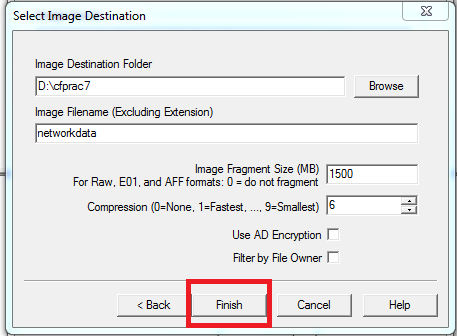 Select Image Destination
Image Destination Folder
D:\cfprac7
Browse
Image Filename (Excluding Extension)
networkdata
Image Fragment Size (MB)
1500
For Raw, E01, and AFF formats: 0 = do not fragment
Compression (0=None, 1=Fastest, ..., 9=Smallest)
6
Use AD Encryption
Filter by File Owner
< Back
Finish
Cancel
Help